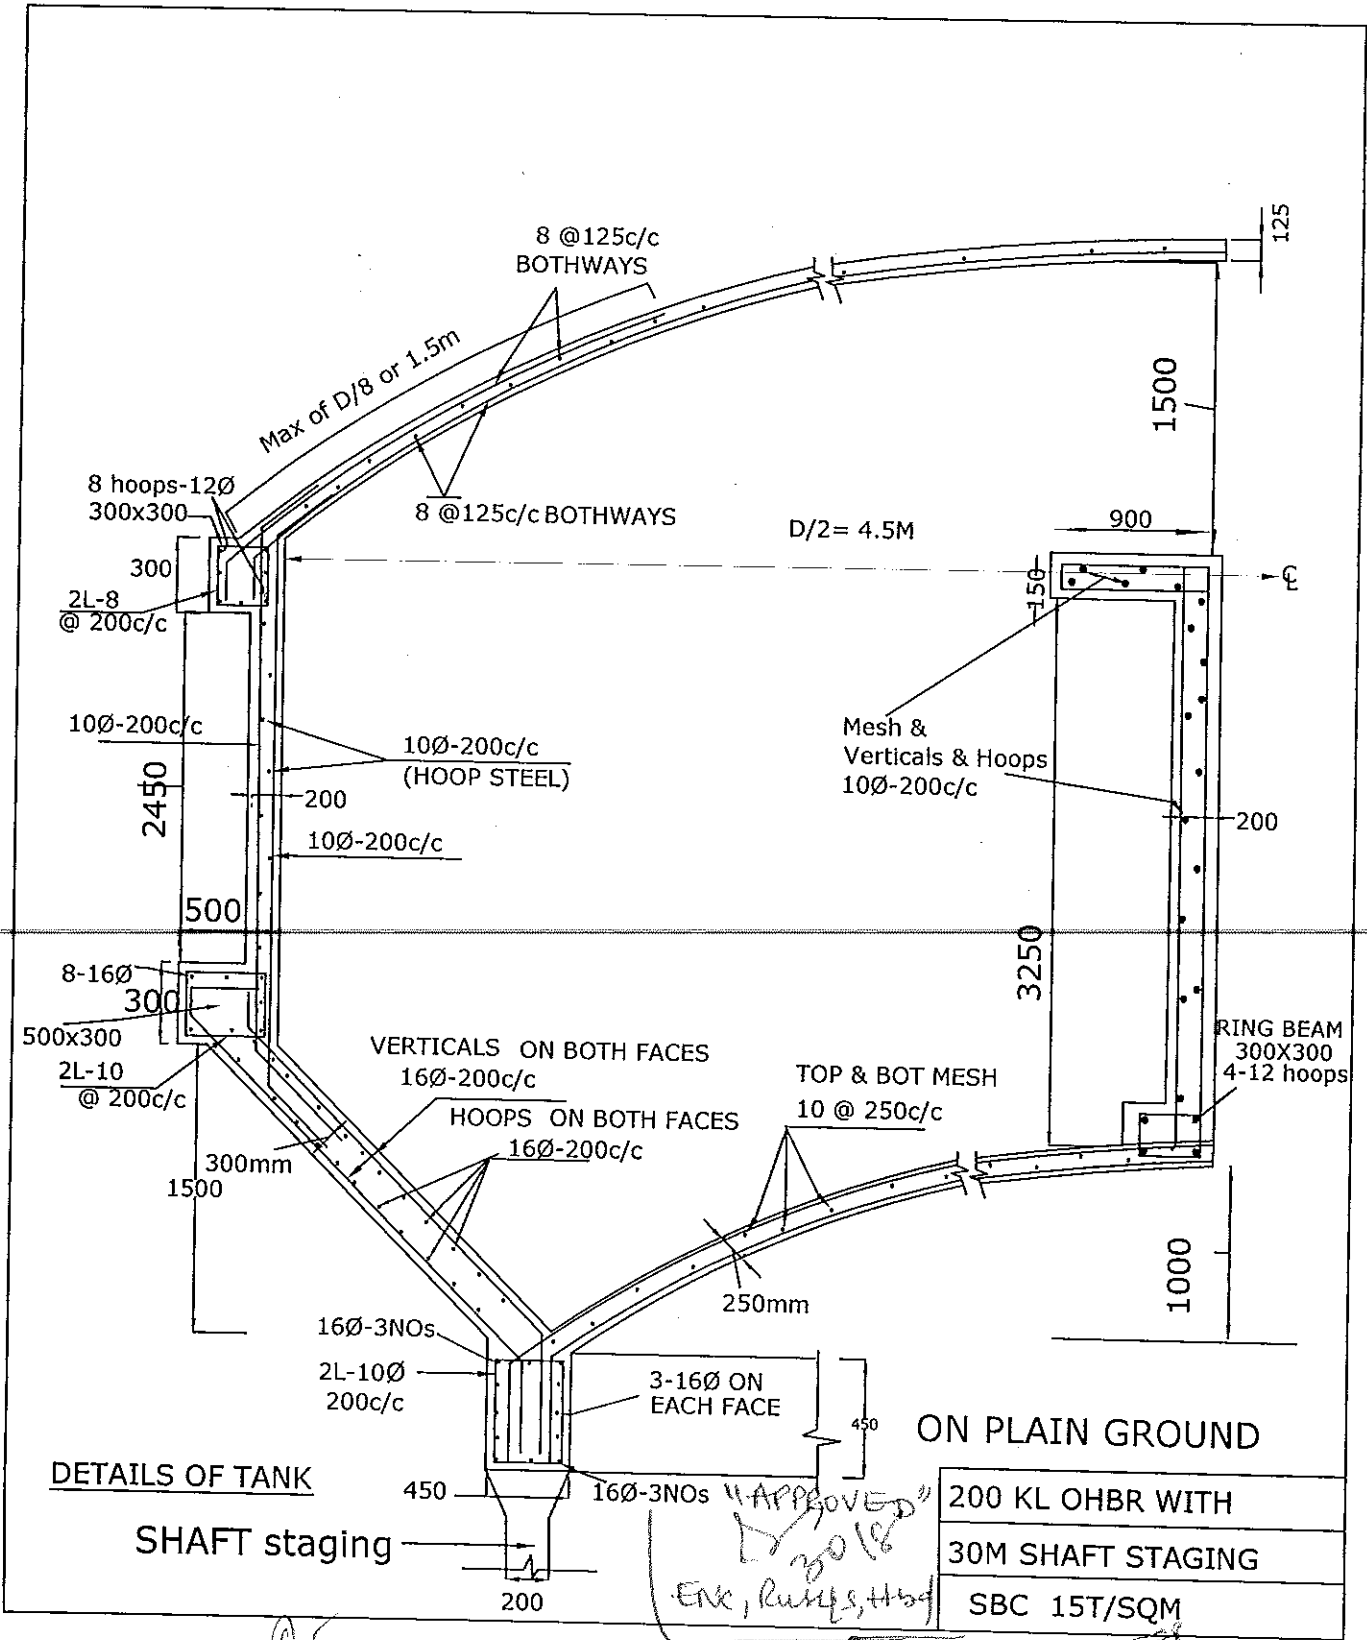 125
8 @125c/c
BOTHWAYS
Max of D/8 or 1.5m
1500
8 hoops-12Ø
300x300
8 @125c/c BOTHWAYS
D/2= 4.5M
900
300
150
℄
2L-8
@ 200c/c
10Ø-200c/c
10Ø-200c/c
(HOOP STEEL)
Mesh &
Verticals & Hoops
10Ø-200c/c
2450
200
200
10Ø-200c/c
500
3250
8-16Ø
300
500x300
2L-10
@ 200c/c
VERTICALS ON BOTH FACES
16Ø-200c/c
HOOPS ON BOTH FACES
16Ø-200c/c
TOP & BOT MESH
10 @ 250c/c
RING BEAM
300X300
4-12 hoops
300mm
1500
1000
250mm
16Ø-3NOs
2L-10Ø
200c/c
3-16Ø ON
EACH FACE
450
ON PLAIN GROUND
DETAILS OF TANK
450
16Ø-3NOs
"APPROVED"
200 KL OHBR WITH
SHAFT staging
30M SHAFT STAGING
200
SBC 15T/SQM